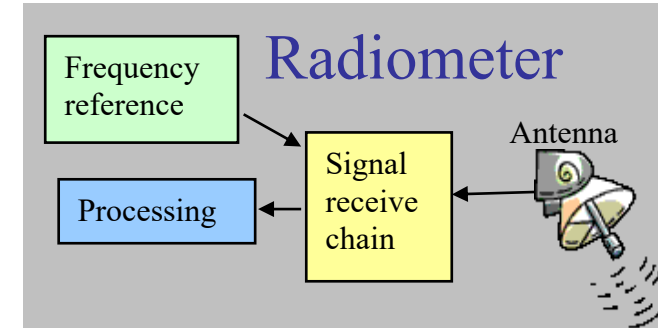 Radiometer
Frequency
reference
Antenna
Signal
receive
chain
Processing